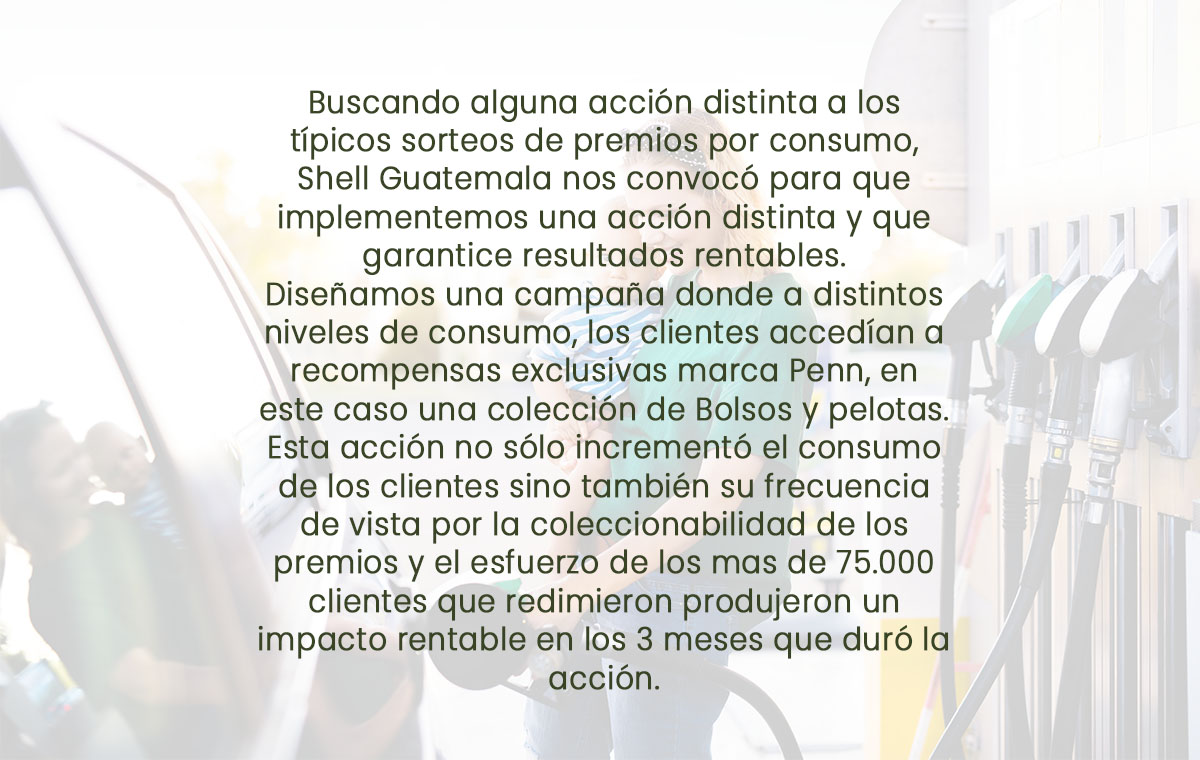 Buscando alguna acción distinta a los
típicos sorteos de premios por consumo,
Shell Guatemala nos convocó para que
implementemos una acción distinta y que
garantice resultados rentables.
Diseñamos una campaña donde a distintos
niveles de consumo, los clientes accedían a
recompensas exclusivas marca Penn, en
este caso una colección de Bolsos y pelotas.
Esta acción no sólo incrementó el consumo
de los clientes sino también su frecuencia
de vista por la coleccionabilidad de los
premios y el esfuerzo de los mas de 75.000
clientes que redimieron produjeron un
impacto rentable en los 3 meses que duró la
acción.